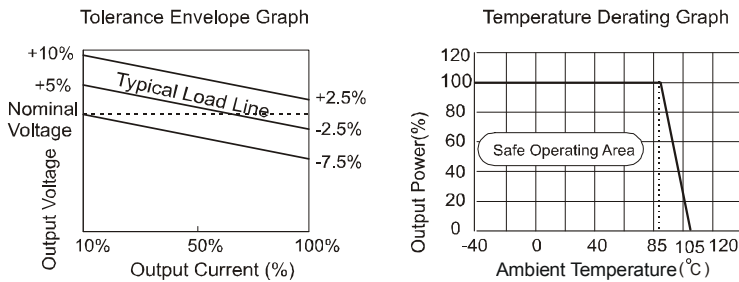 Tolerance Envelope Graph
+10%
+5%
Nominal
Voltage
Output Voltage
Typical Load Line
+2.5%
-2.5%
-7.5%
10%
50%
100%
Output Current (%)
Temperature Derating Graph
120
100
80
60
40
20
0
Output Power(%)
Safe Operating Area
-40
0
40
85
105
120
Ambient Temperature(°C)